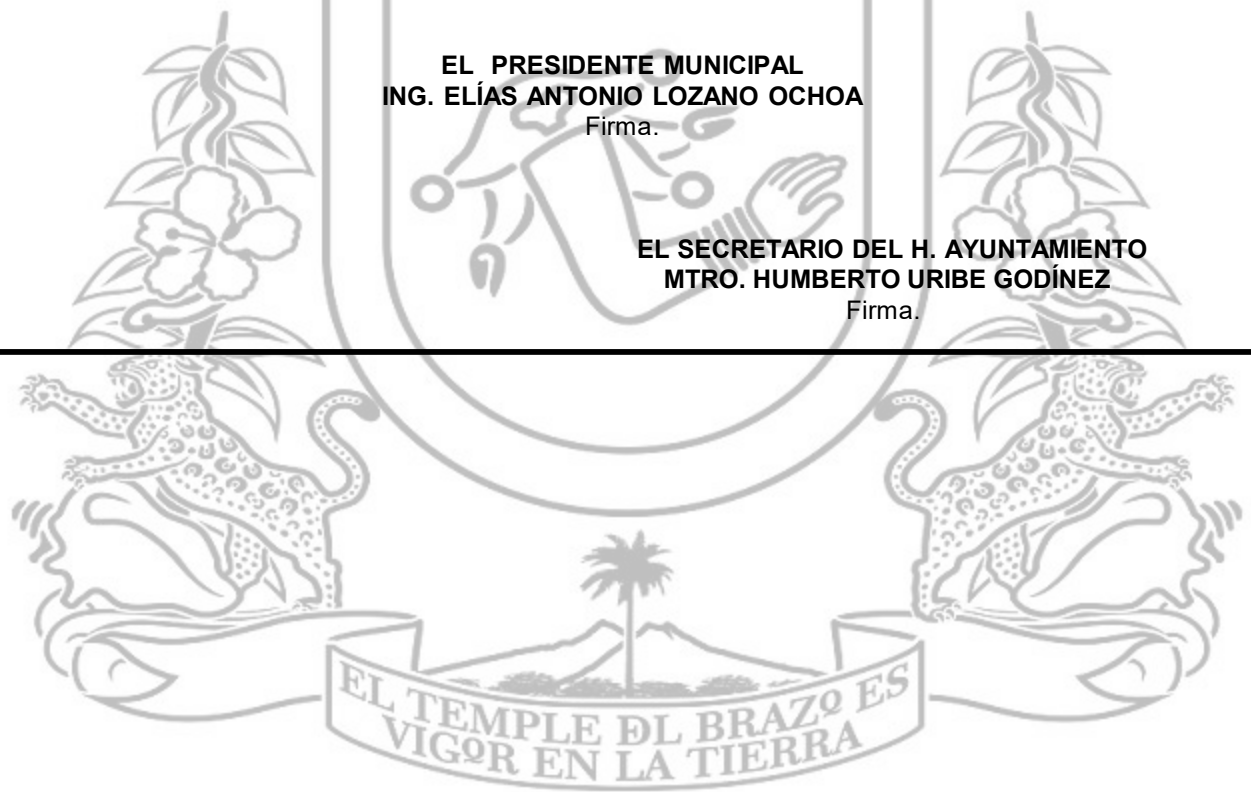 EL PRESIDENTE MUNICIPAL
ING. ELÍAS ANTONIO LOZANO OCHOA
Firma.
EL SECRETARIO DEL H. AYUNTAMIENTO
MTRO. HUMBERTO URIBE GODÍNEZ
Firma.
EL TEMPLE DL BRAZO ES
VIGOR EN LA TIERRA